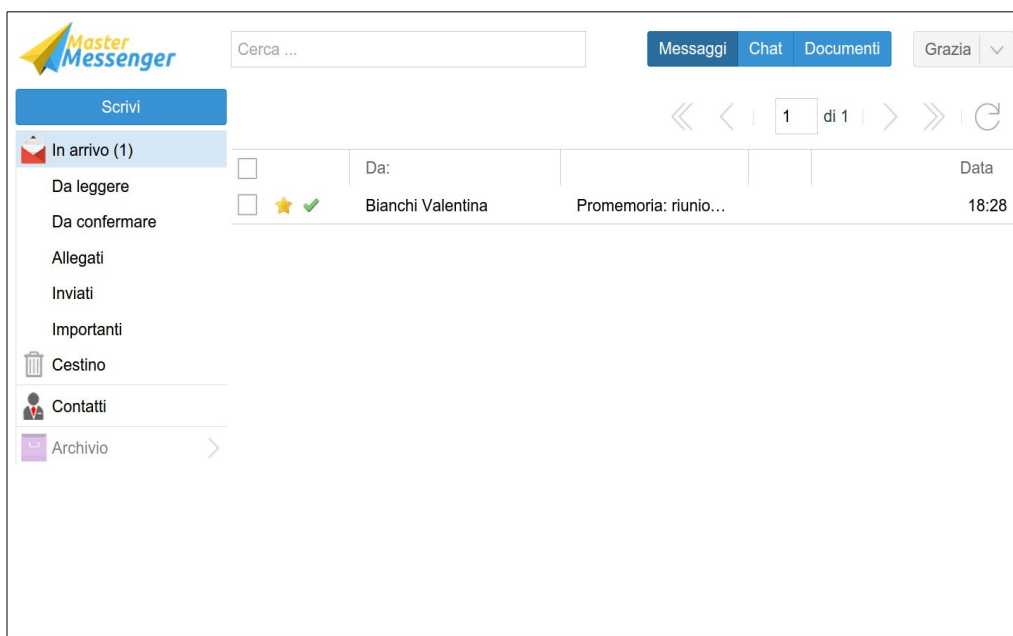 Master
Messenger
Cerca ...
Messaggi Chat Documenti
Grazia
Scrivi
1 di 1
In arrivo (1)
Da leggere
Da confermare
Allegati
Inviati
Importanti
Cestino
Contatti
Archivio
Da: Data
Bianchi Valentina Promemoria: riunio… 18:28